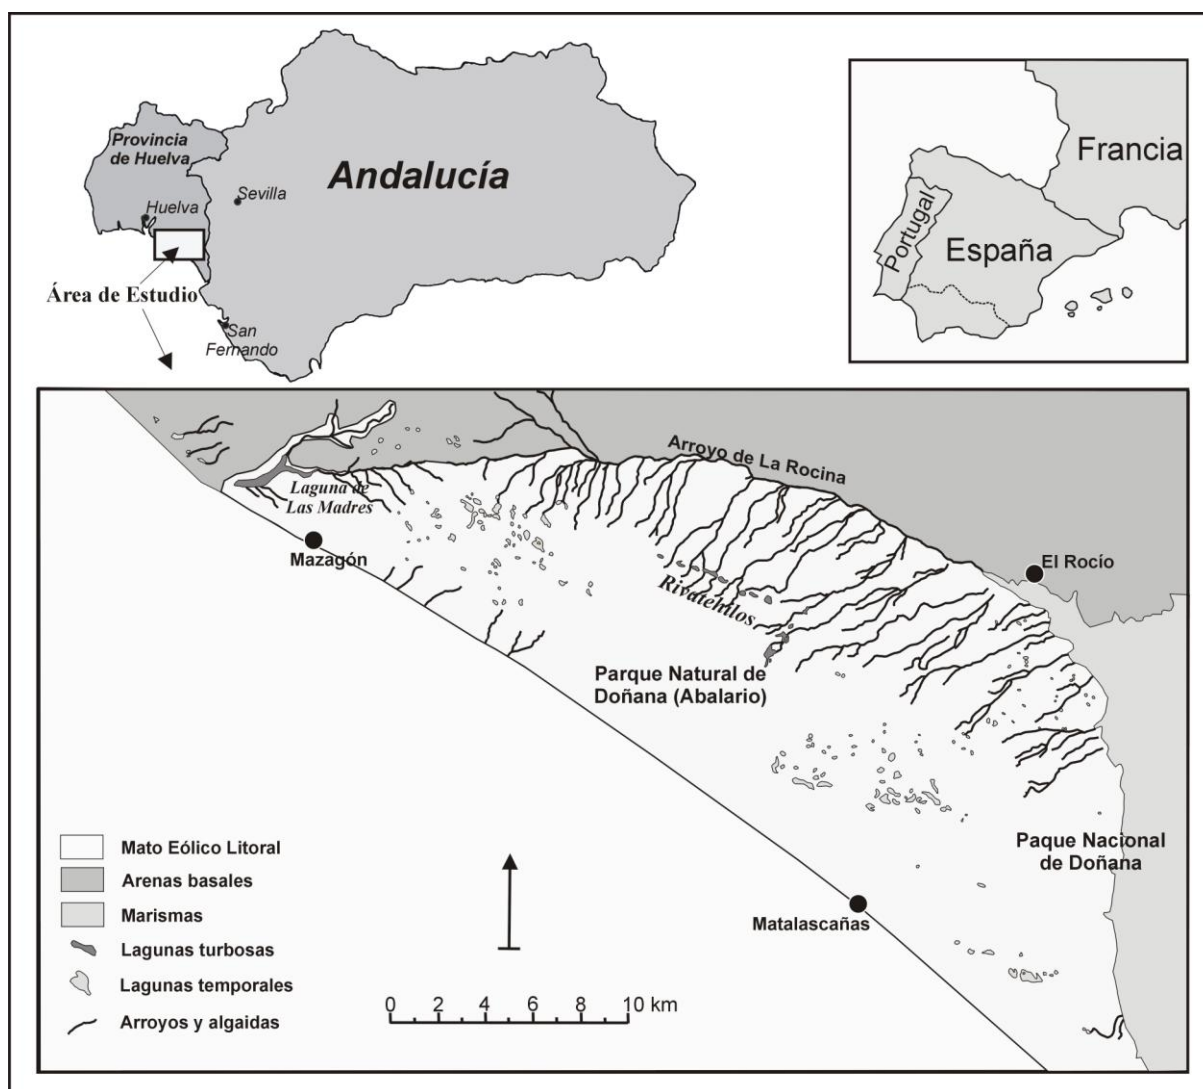 Provincia
de Huelva
Andalucía
Huelva
Sevilla
Área de Estudio
San
Fernando
Francia
Portugal
España
Arroyo de La Rocina
Laguna de
Las Madres
Mazagón
El Rocío
Rivatehilos
Parque Natural de
Doñana (Abalario)
Paque Nacional
de Doñana
Matalascañas
Mato Eólico Litoral
Arenas basales
Marismas
Lagunas turbosas
Lagunas temporales
Arroyos y algaidas
0 2 4 6 8 10 km